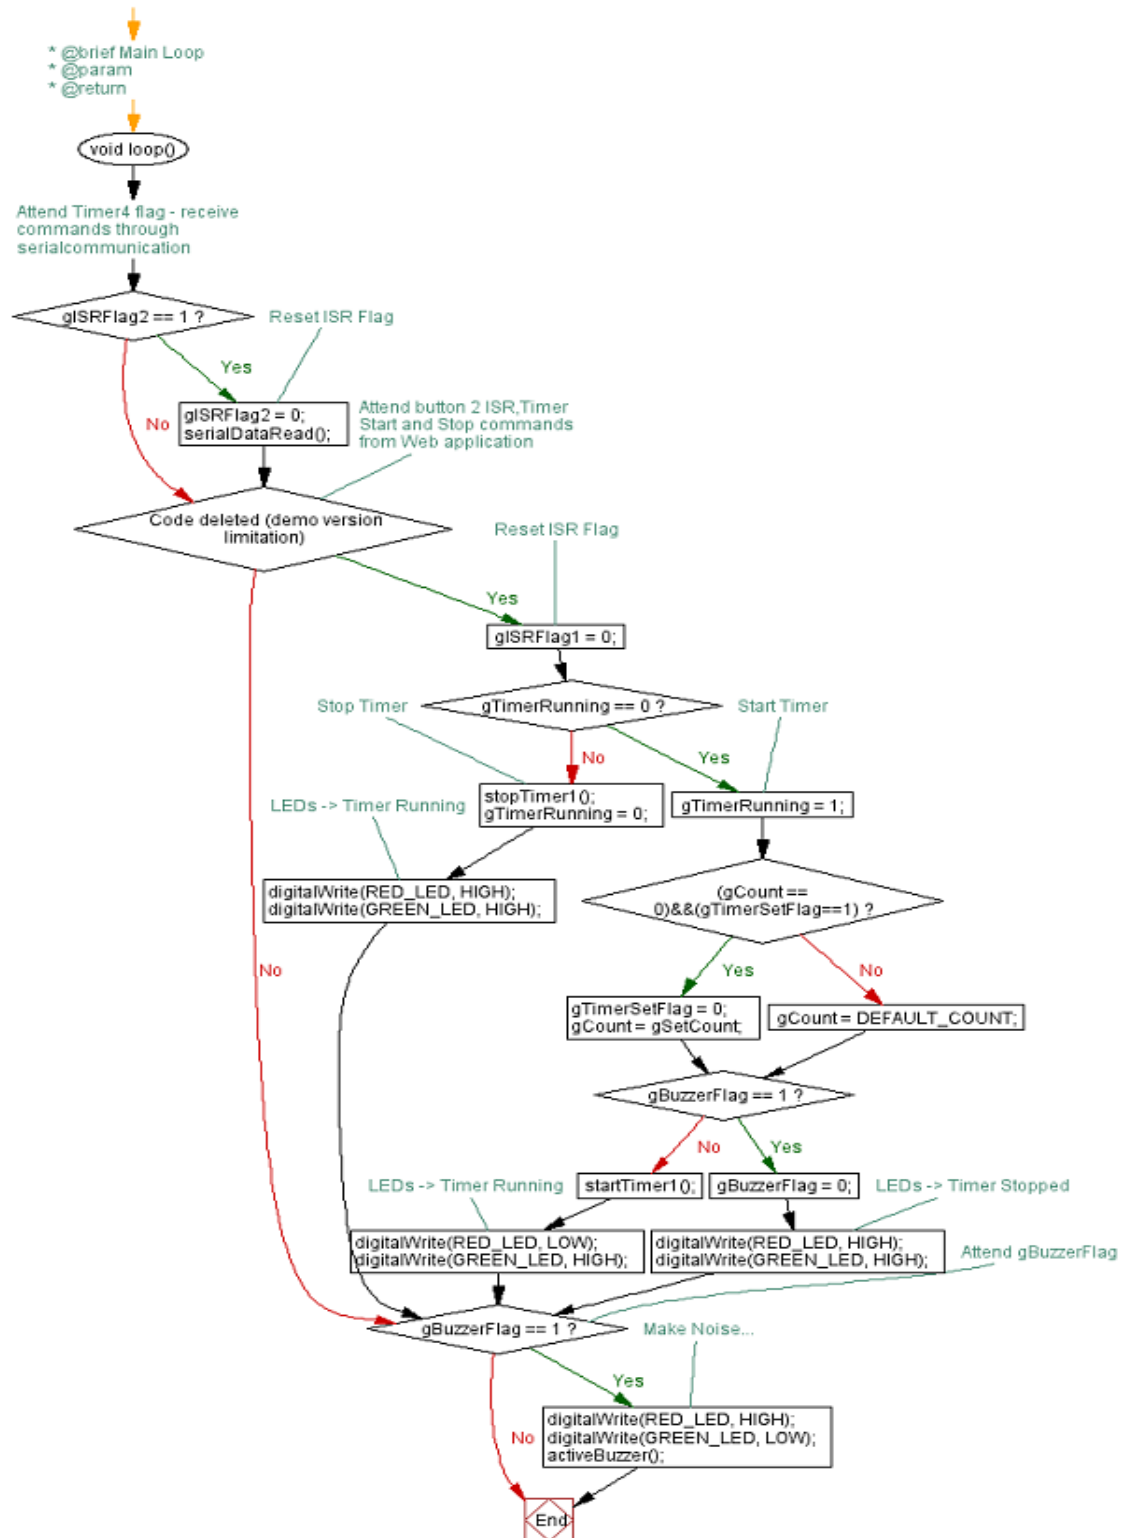 * @brief Main Loop
* @param
* @return
void loop()
Attend Timer4 flag - receive
commands through
serialcommunication
gISRFlag2 == 1 ?
Reset ISR Flag
Yes
No
gISRFlag2 = 0;
serialDataRead();
Attend button 2 ISR,Timer
Start and Stop commands
from Web application
Code deleted (demo version
limitation)
Reset ISR Flag
Yes
gISRFlag1 = 0;
Stop Timer
gTimerRunning == 0 ?
Start Timer
No
Yes
LEDs -> Timer Running
stopTimer1();
gTimerRunning = 0;
gTimerRunning = 1;
digitalWrite(RED_LED, HIGH);
digitalWrite(GREEN_LED, HIGH);
(gCount ==
0)&&(gTimerSetFlag==1) ?
No
Yes
No
gTimerSetFlag = 0;
gCount = gSetCount;
gCount = DEFAULT_COUNT;
gBuzzerFlag == 1 ?
No
Yes
LEDs -> Timer Running
startTimer1();
gBuzzerFlag = 0;
LEDs -> Timer Stopped
digitalWrite(RED_LED, LOW);
digitalWrite(GREEN_LED, HIGH);
digitalWrite(RED_LED, HIGH);
digitalWrite(GREEN_LED, HIGH);
Attend gBuzzerFlag
gBuzzerFlag == 1 ?
Make Noise...
Yes
No
digitalWrite(RED_LED, HIGH);
digitalWrite(GREEN_LED, LOW);
activeBuzzer();
End